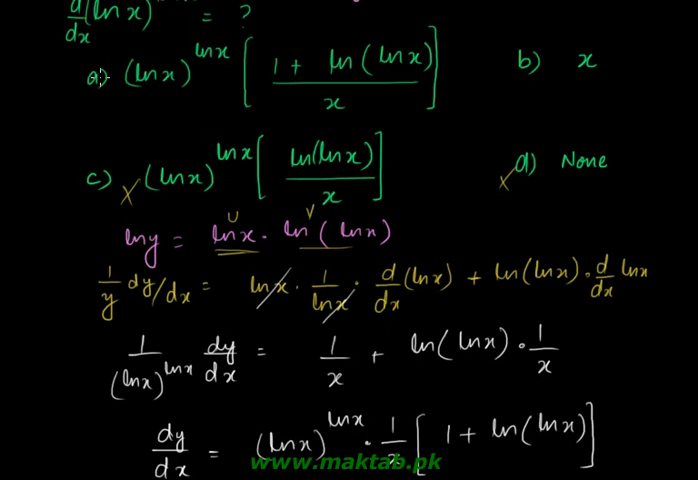 d/dx (ln x) = ?
a) (ln x)^ln x [ (1 + ln(ln x)) / x ]   b) x
c) (ln x)^ln x [ ln(ln x) / x ]   d) None
ln y = ln x · ln(ln x)
U V
1/y dy/dx = ln x · 1/ln x · d/dx (ln x) + ln(ln x) · d/dx ln x
1/(ln x)^ln x dy/dx = 1/x + ln(ln x) · 1/x
dy/dx = (ln x)^ln x · 1/x [ 1 + ln(ln x) ]
www.maktab.pk